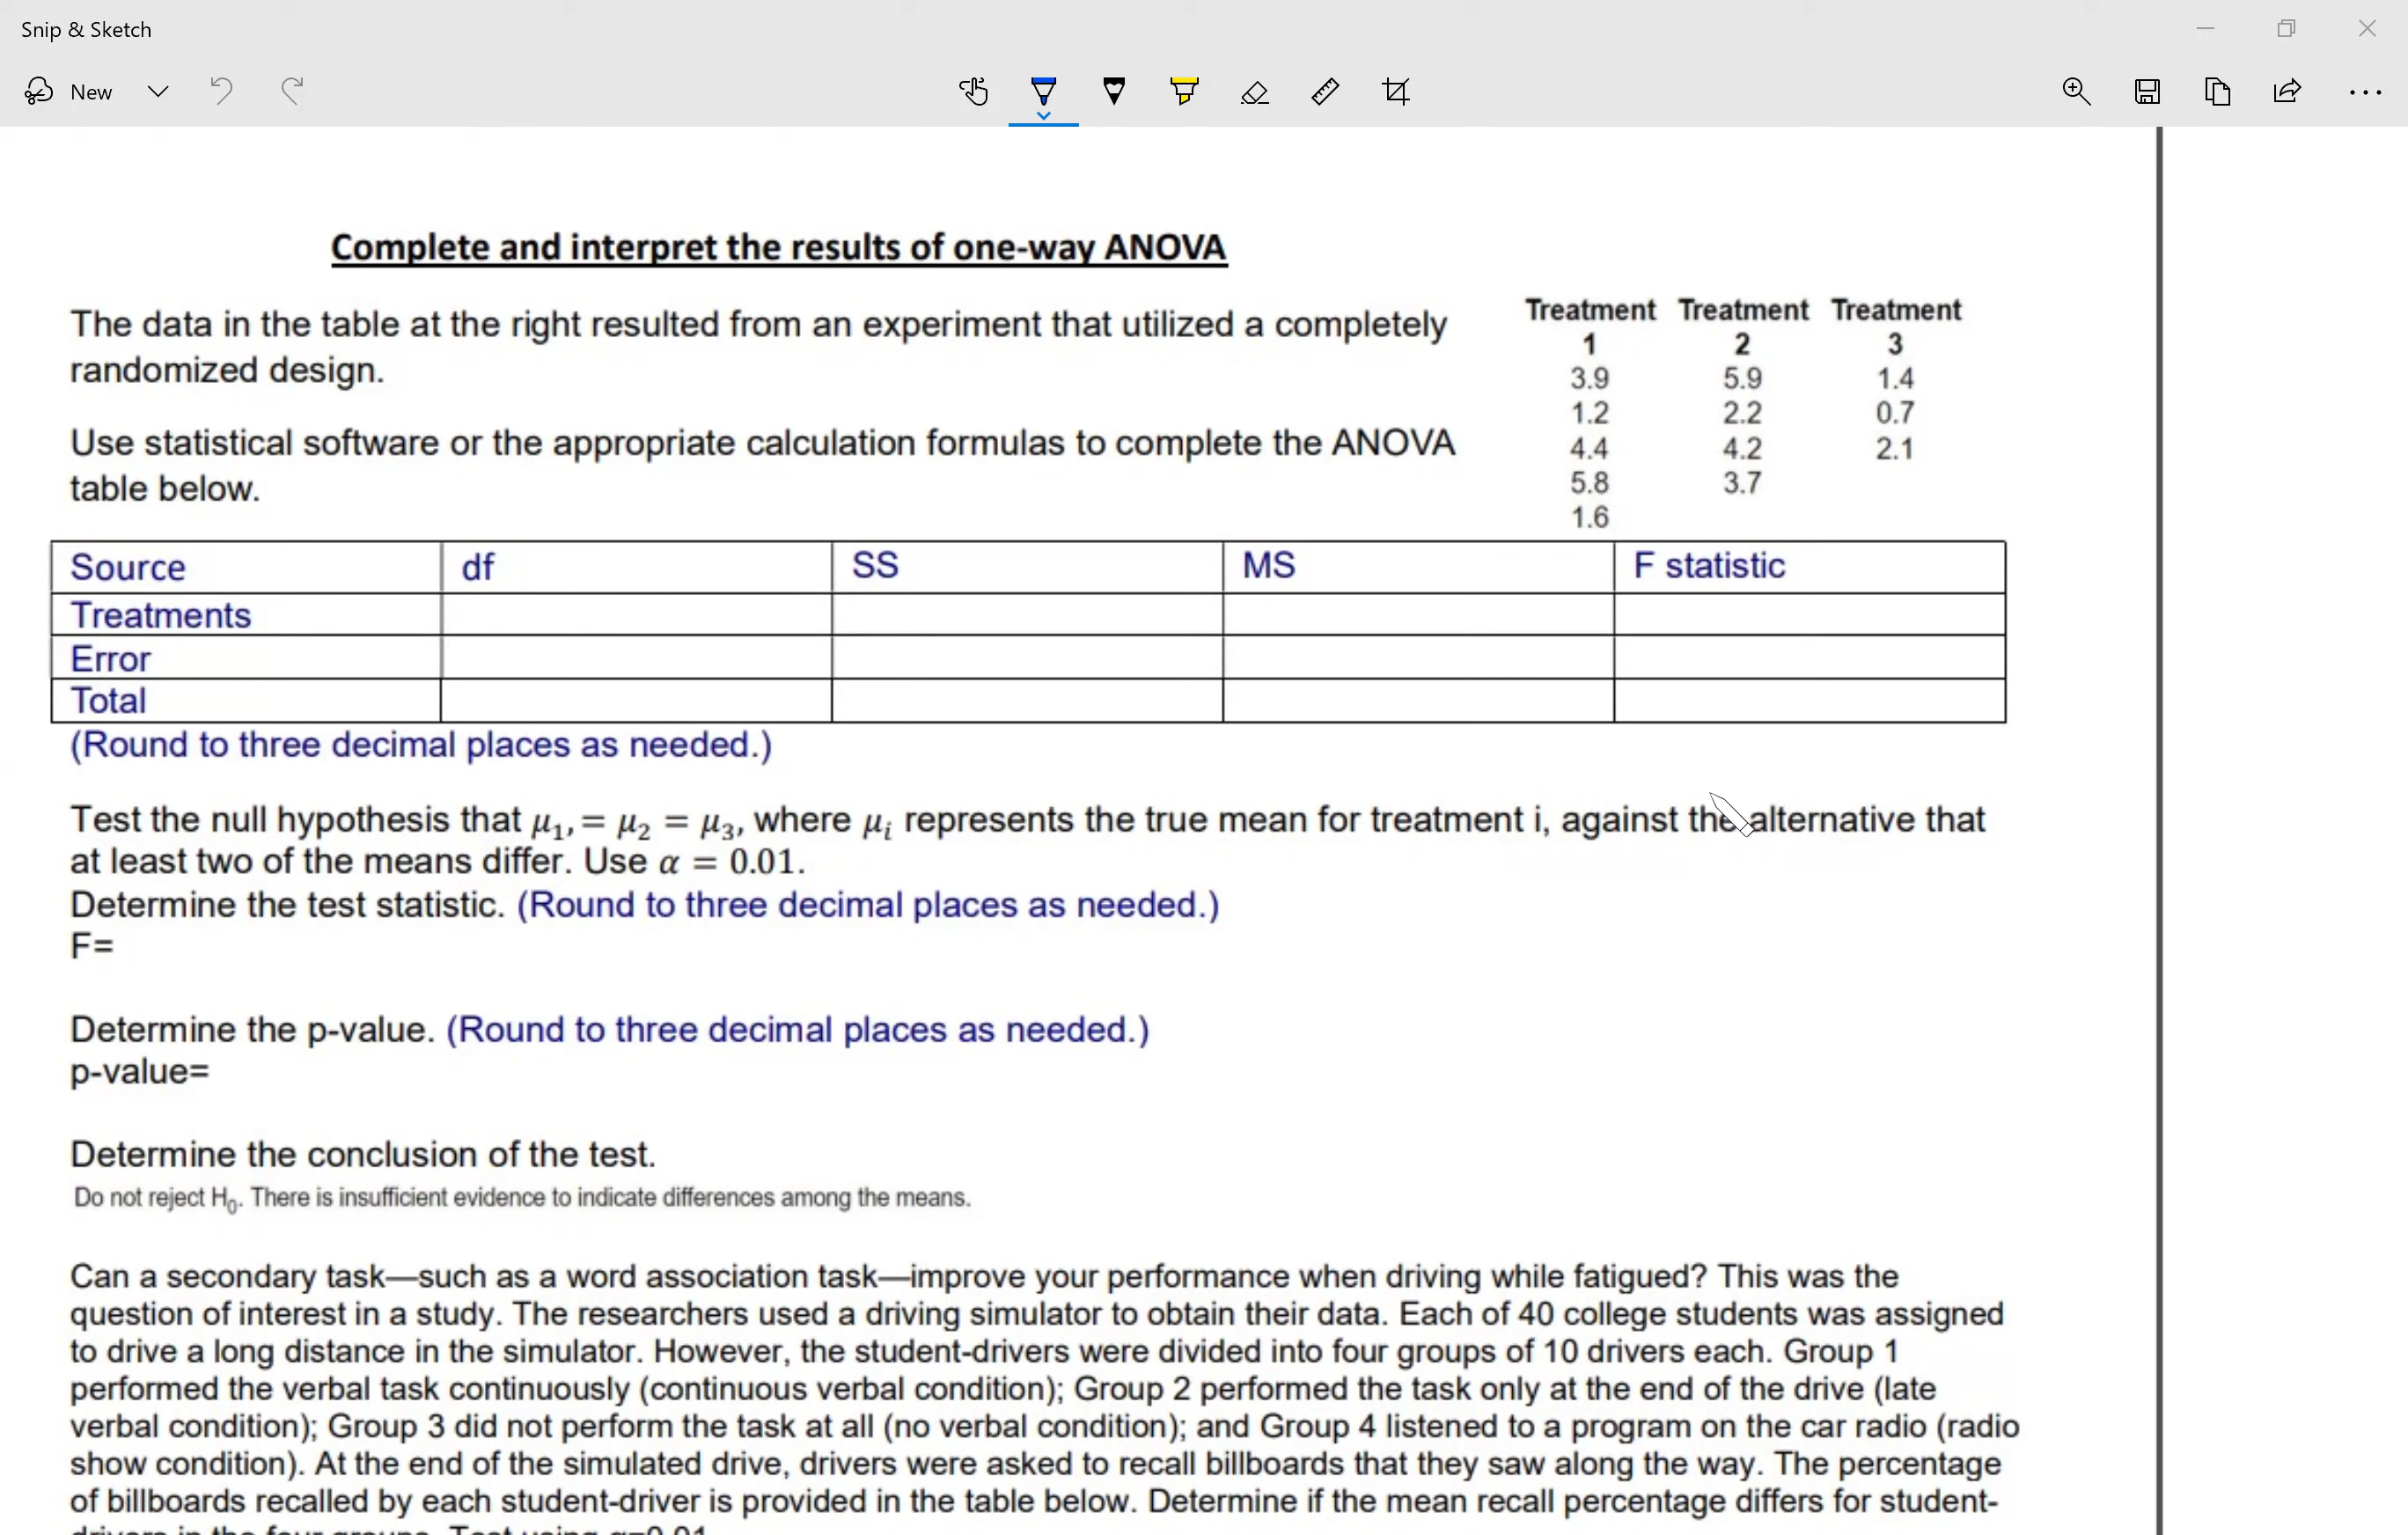 Snip & Sketch
New
Complete and interpret the results of one-way ANOVA
The data in the table at the right resulted from an experiment that utilized a completely
randomized design.
Use statistical software or the appropriate calculation formulas to complete the ANOVA
table below.
Treatment Treatment Treatment
1 2 3
3.9 5.9 1.4
1.2 2.2 0.7
4.4 4.2 2.1
5.8 3.7
1.6
Source df SS MS F statistic
Treatments
Error
Total
(Round to three decimal places as needed.)
Test the null hypothesis that μ₁, = μ₂ = μ₃, where μᵢ represents the true mean for treatment i, against the alternative that
at least two of the means differ. Use α = 0.01.
Determine the test statistic. (Round to three decimal places as needed.)
F=
Determine the p-value. (Round to three decimal places as needed.)
p-value=
Determine the conclusion of the test.
Do not reject H₀. There is insufficient evidence to indicate differences among the means.
Can a secondary task—such as a word association task—improve your performance when driving while fatigued? This was the
question of interest in a study. The researchers used a driving simulator to obtain their data. Each of 40 college students was assigned
to drive a long distance in the simulator. However, the student-drivers were divided into four groups of 10 drivers each. Group 1
performed the verbal task continuously (continuous verbal condition); Group 2 performed the task only at the end of the drive (late
verbal condition); Group 3 did not perform the task at all (no verbal condition); and Group 4 listened to a program on the car radio (radio
show condition). At the end of the simulated drive, drivers were asked to recall billboards that they saw along the way. The percentage
of billboards recalled by each student-driver is provided in the table below. Determine if the mean recall percentage differs for student-
drivers in the four groups. Test using α=0.01